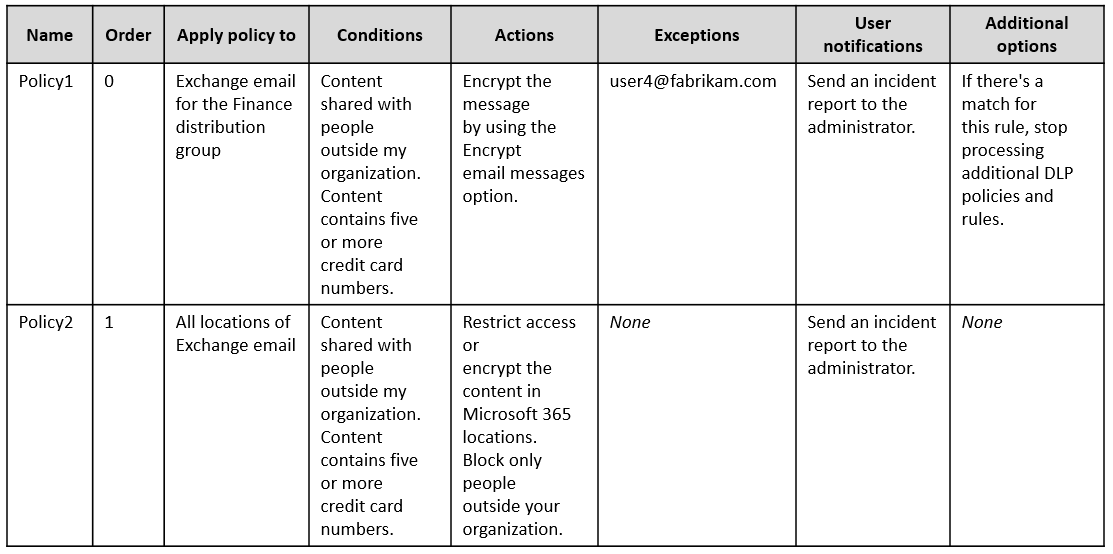 Name
Order
Apply policy to
Conditions
Actions
Exceptions
User
notifications
Additional
options
Policy1
0
Exchange email
for the Finance
distribution
group
Content
shared with
people
outside my
organization.
Content
contains five
or more
credit card
numbers.
Encrypt the
message
by using the
Encrypt
email messages
option.
user4@fabrikam.com
Send an incident
report to the
administrator.
If there's a
match for
this rule, stop
processing
additional DLP
policies and
rules.
Policy2
1
All locations of
Exchange email
Content
shared with
people
outside my
organization.
Content
contains five
or more
credit card
numbers.
Restrict access
or
encrypt the
content in
Microsoft 365
locations.
Block only
people
outside your
organization.
None
Send an incident
report to the
administrator.
None